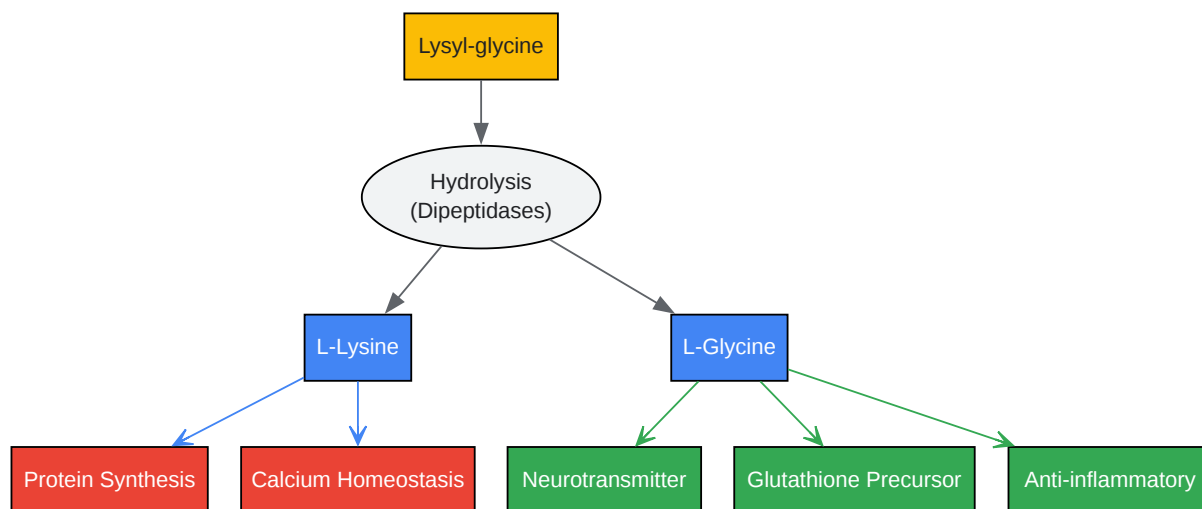 Lysyl-glycine
Hydrolysis
(Dipeptidases)
L-Lysine
L-Glycine
Protein Synthesis
Calcium Homeostasis
Neurotransmitter
Glutathione Precursor
Anti-inflammatory